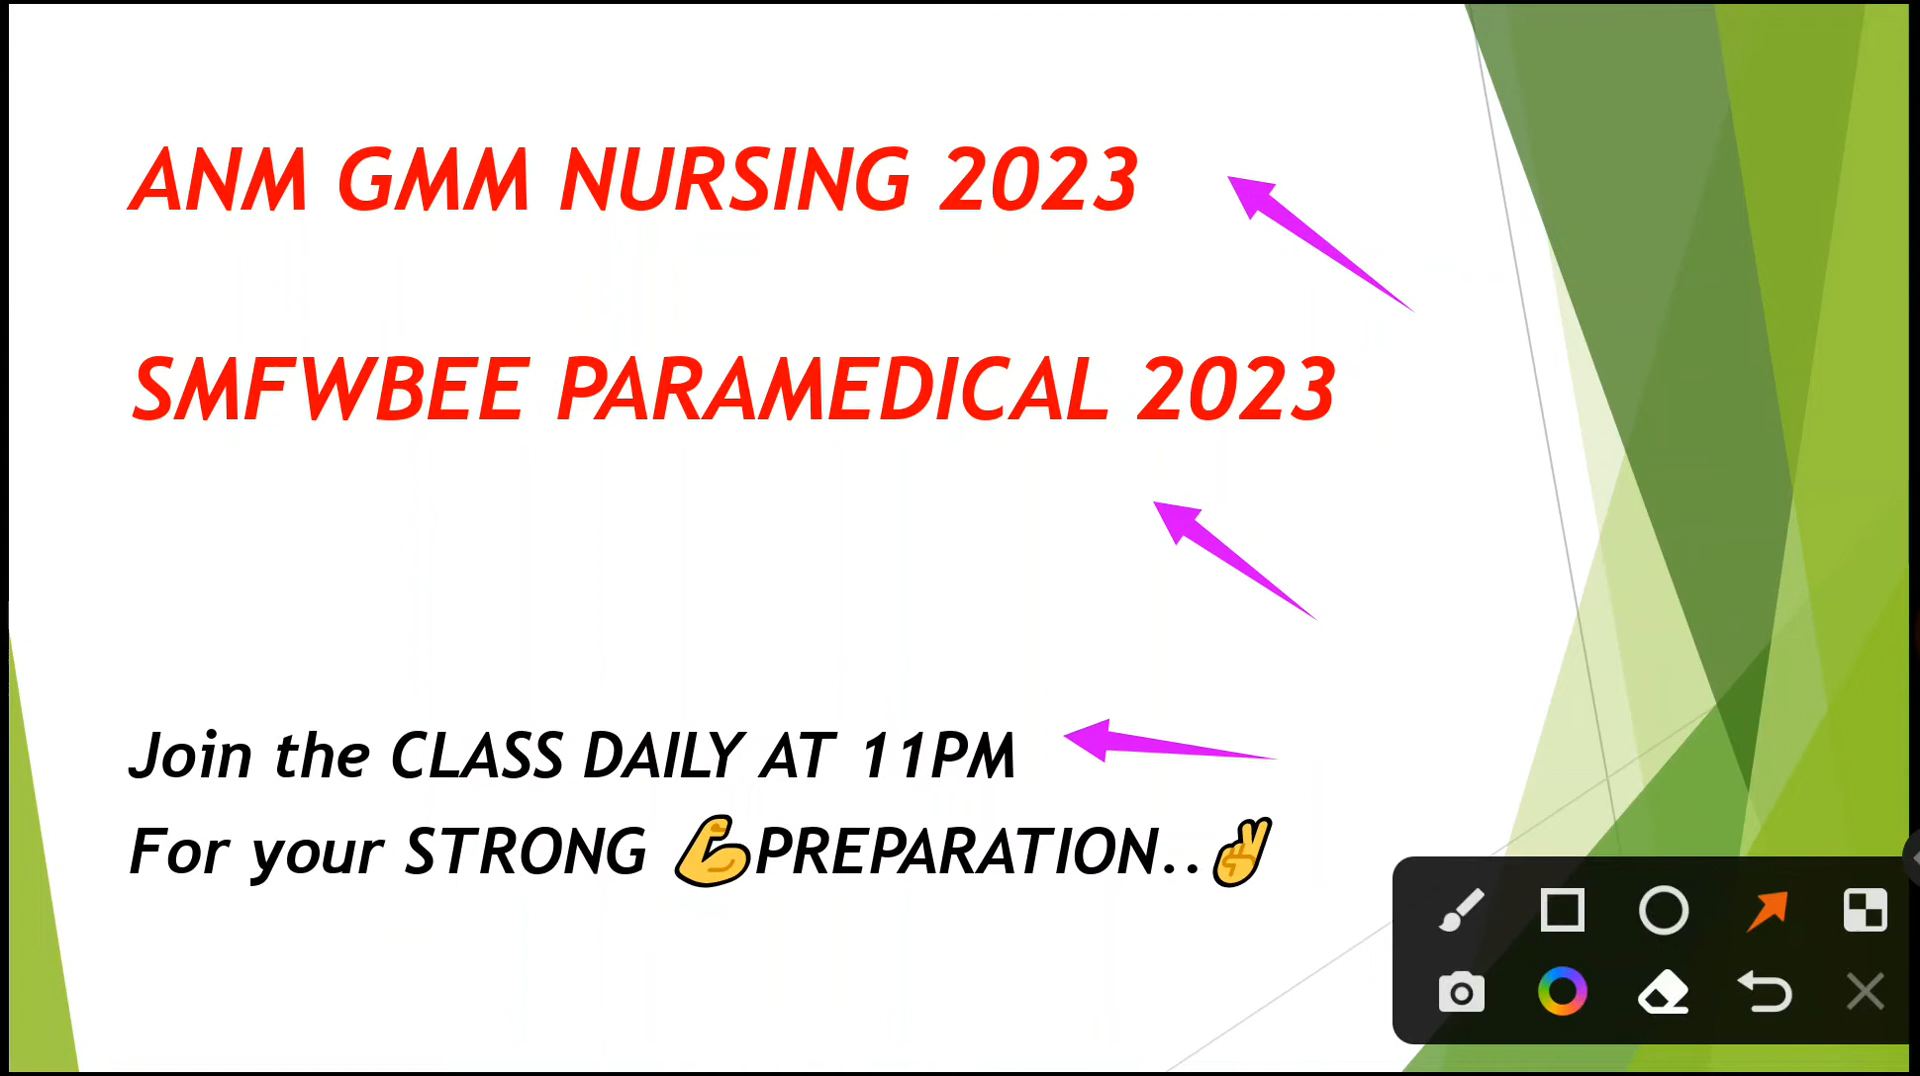 ANM GMM NURSING 2023
SMFWBEE PARAMEDICAL 2023
Join the CLASS DAILY AT 11PM
For your STRONG 💪PREPARATION..✌